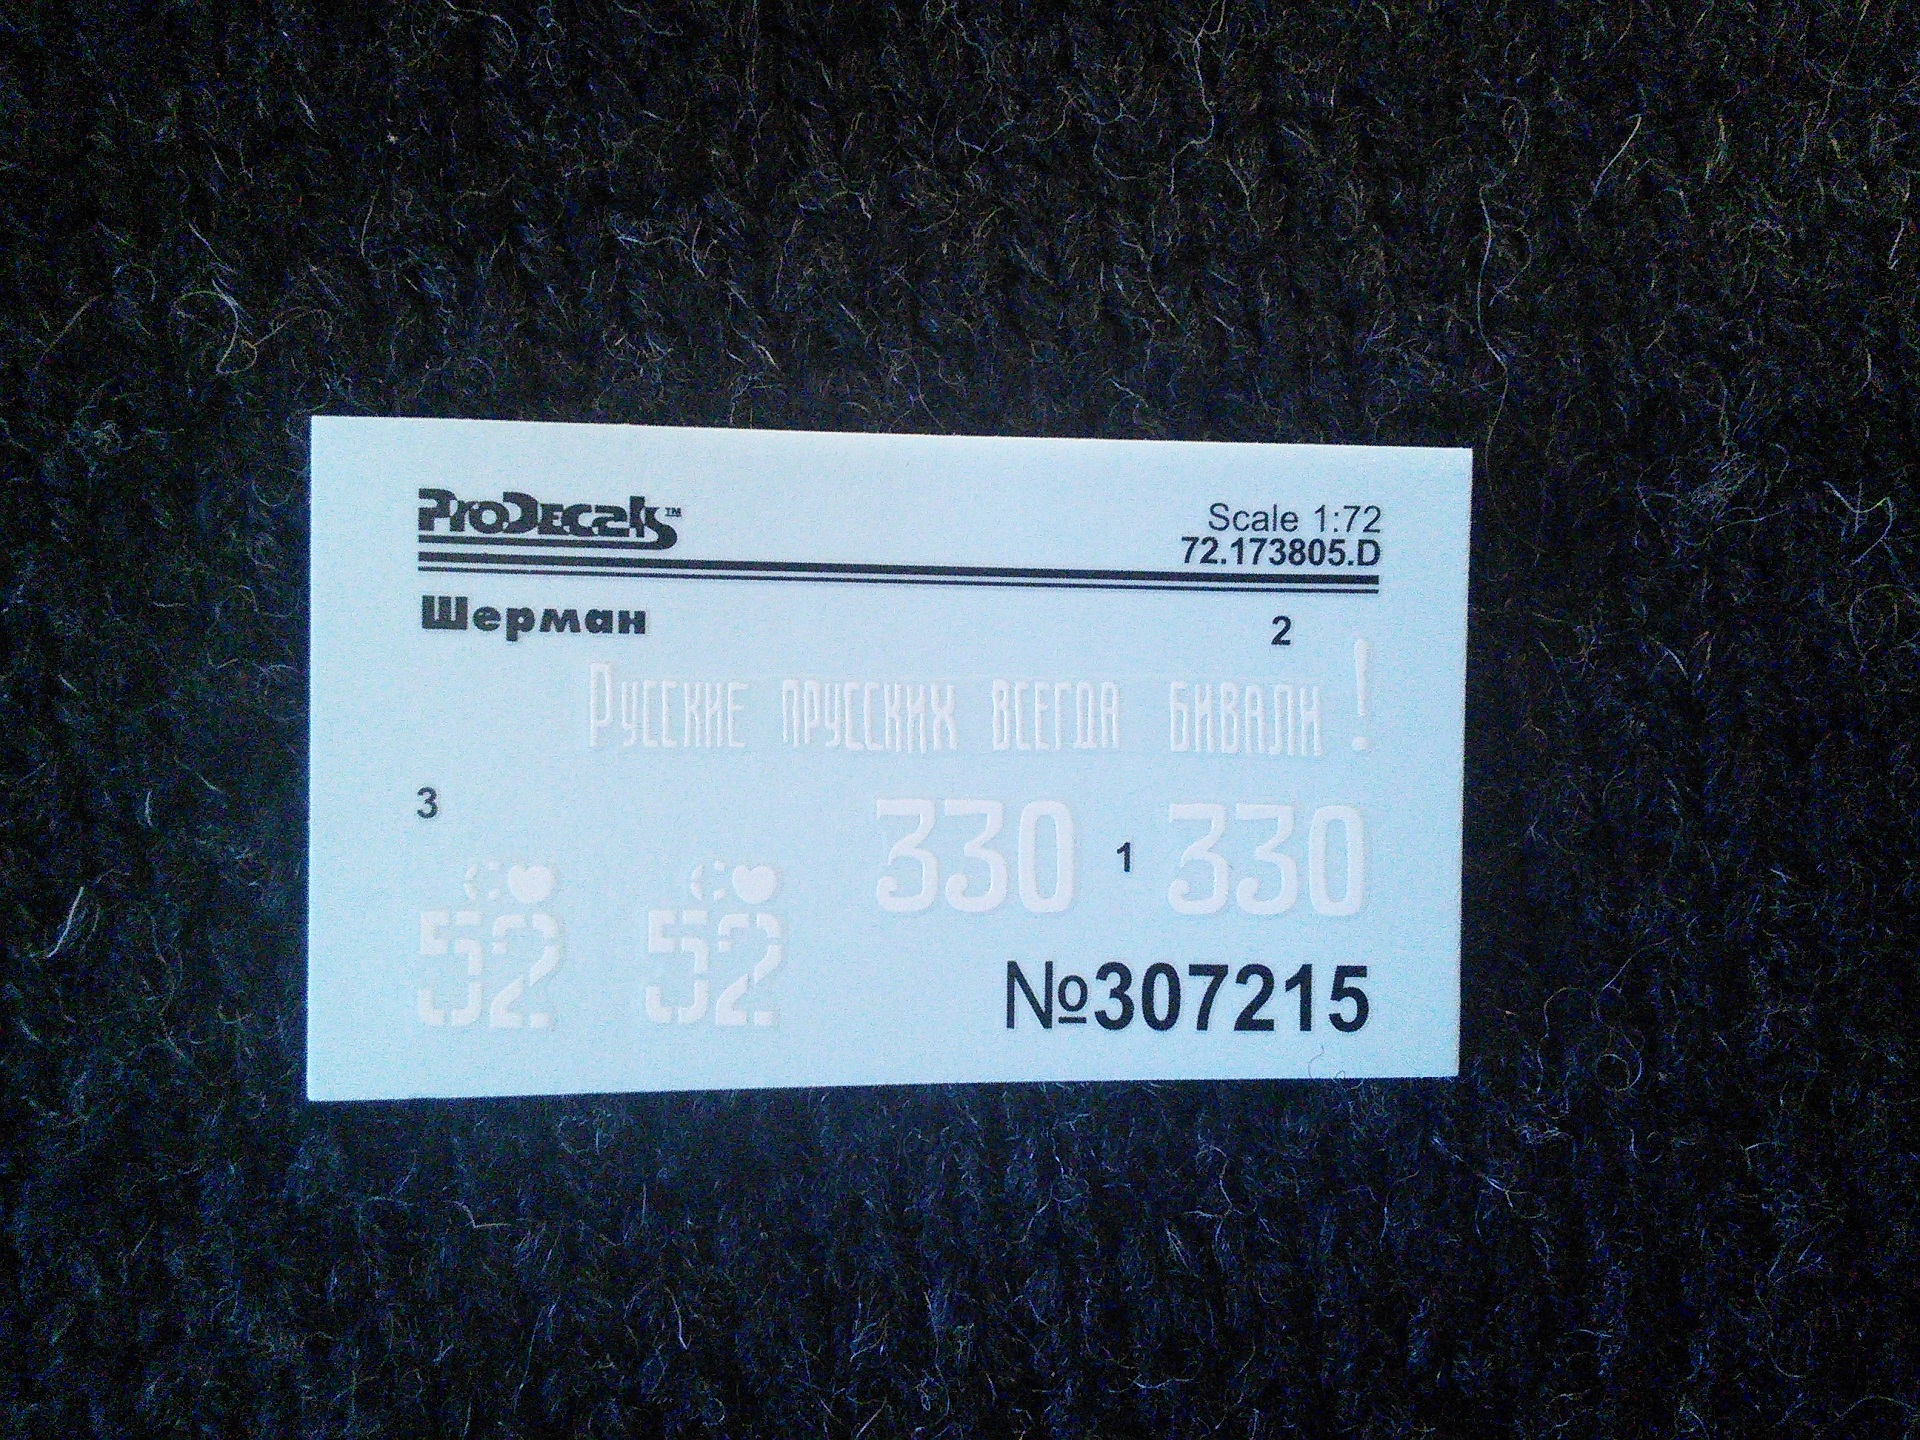 ProDecals™
Scale 1:72
72.173805.D
Шерман
2
Русские прусских всегда бивали!
3
330 1 330
52 52
№307215